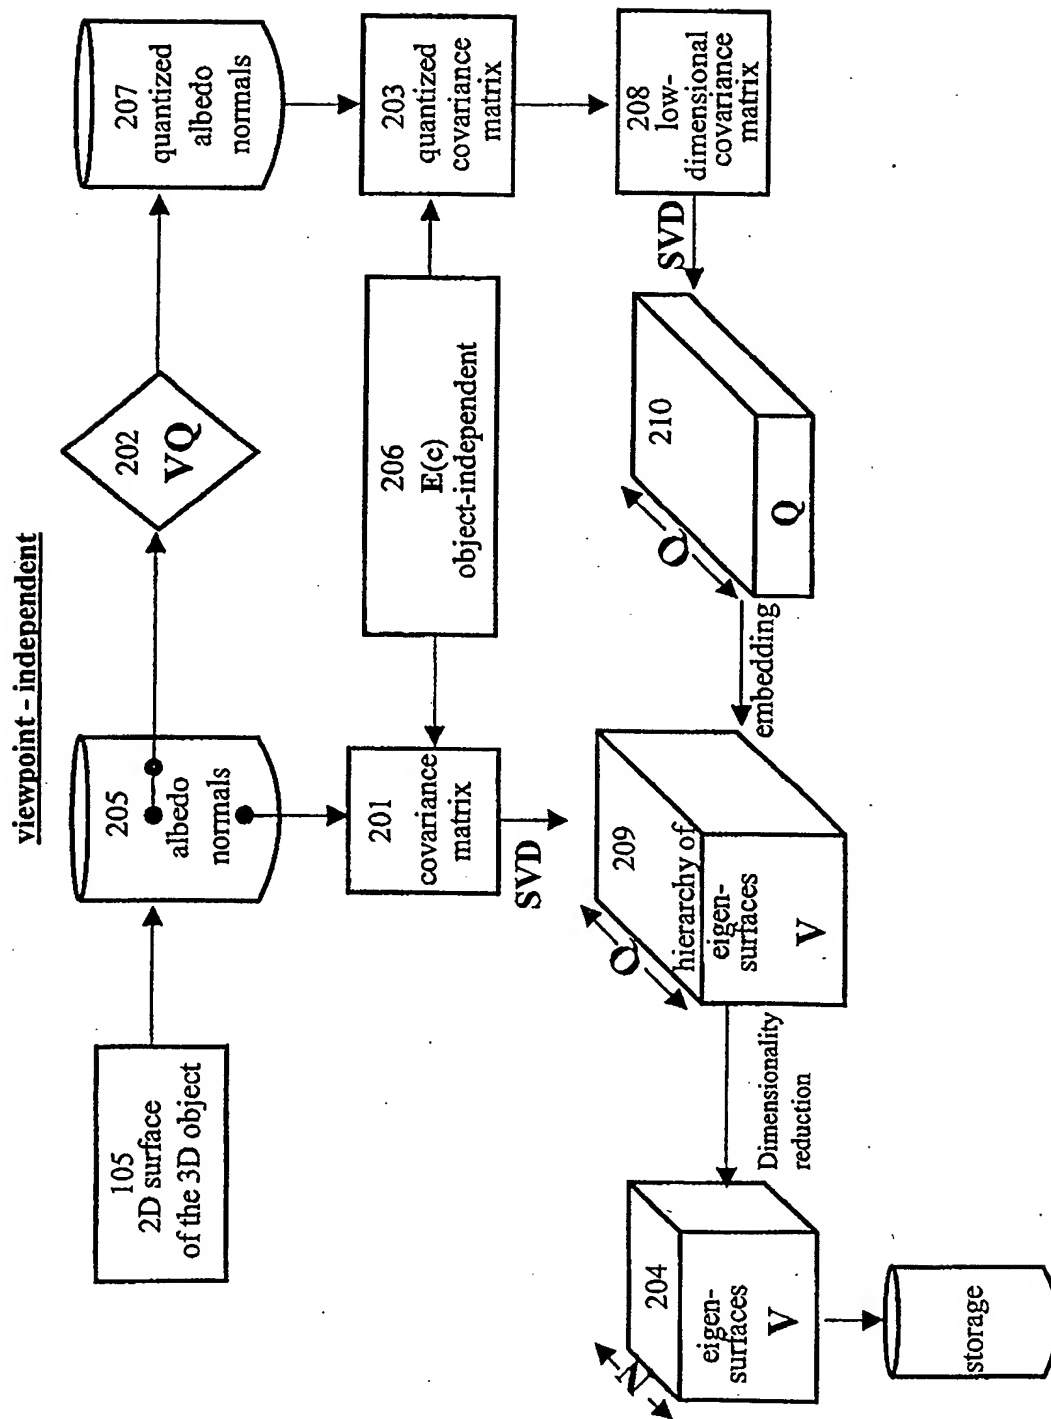 viewpoint - independent
105
2D surface
of the 3D object
205
albedo
normals
202
VQ
207
quantized
albedo
normals
201
covariance
matrix
206
E(c)
object-independent
203
quantized
covariance
matrix
SVD
208
low-
dimensional
covariance
matrix
SVD
204
eigen-
surfaces
V
N
Dimensionality
reduction
209
hierarchy of
eigen-
surfaces
V
Q
embedding
210
Q
Q
storage